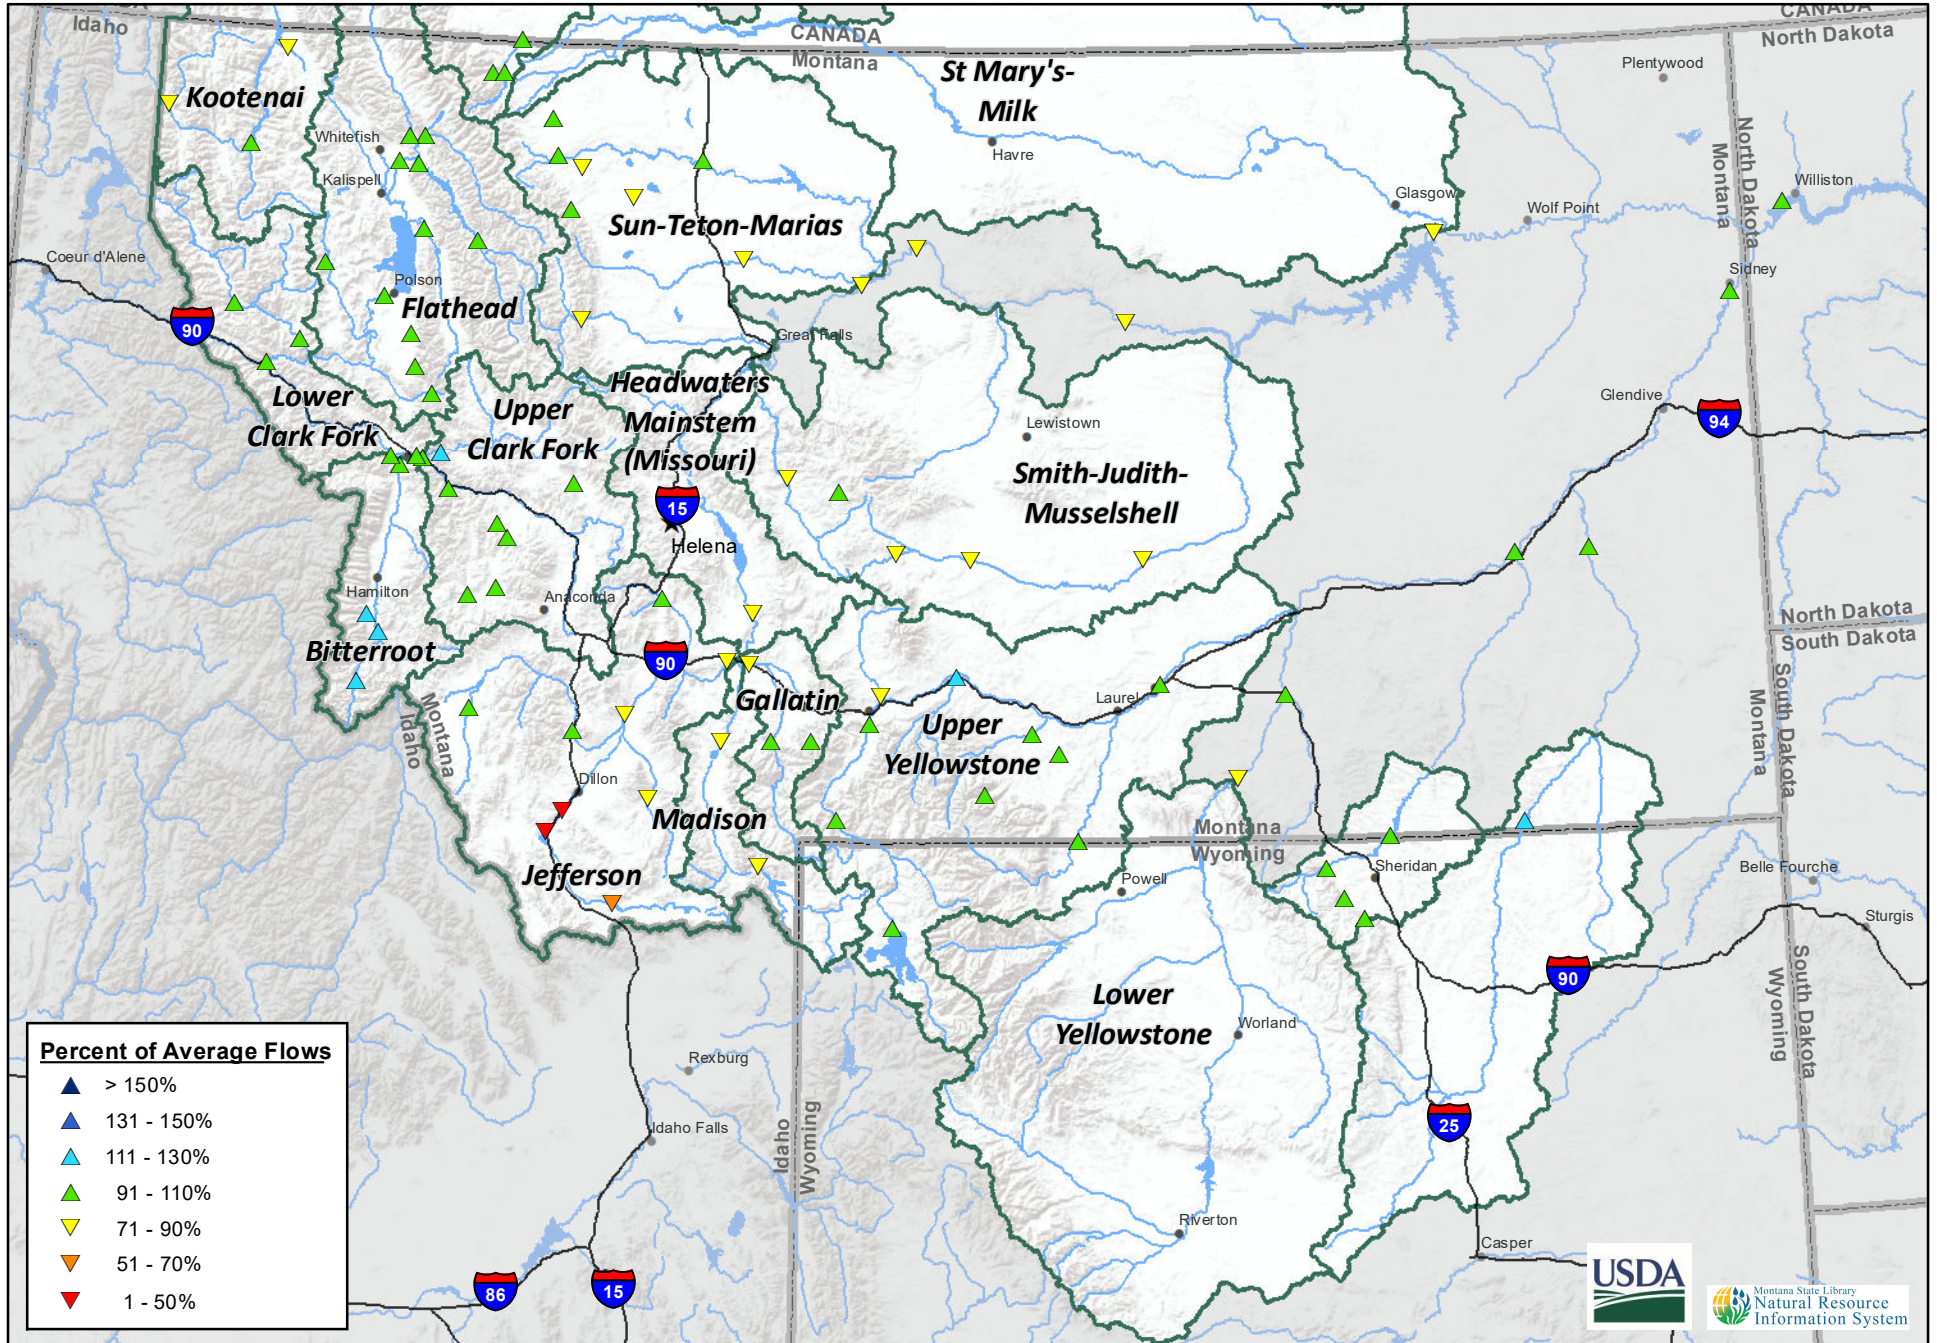 CANADA
Idaho
CANADA
Montana
CANADA
North Dakota
Plentywood
St Mary's-
Milk
Kootenai
Whitefish
Havre
Kalispell
Glasgow
Wolf Point
North Dakota
Montana
Williston
Sun-Teton-Marias
Coeur d'Alene
Polson
Flathead
Sidney
90
Great Falls
Headwaters
Mainstem
(Missouri)
Lower
Clark Fork
Upper
Clark Fork
Lewistown
Glendive
94
Smith-Judith-
Musselshell
15
Helena
Hamilton
Anaconda
North Dakota
South Dakota
Bitterroot
90
Gallatin
Laurel
Upper
Yellowstone
Montana
Idaho
South Dakota
Montana
Dillon
Madison
Montana
Wyoming
Jefferson
Powell
Sheridan
Belle Fourche
Sturgis
90
Lower
Yellowstone
Worland
South Dakota
Wyoming
Percent of Average Flows
> 150%
131 - 150%
111 - 130%
91 - 110%
71 - 90%
51 - 70%
1 - 50%
Rexburg
Idaho Falls
Idaho
Wyoming
25
Riverton
Casper
86
15
USDA
Montana State Library
Natural Resource
Information System